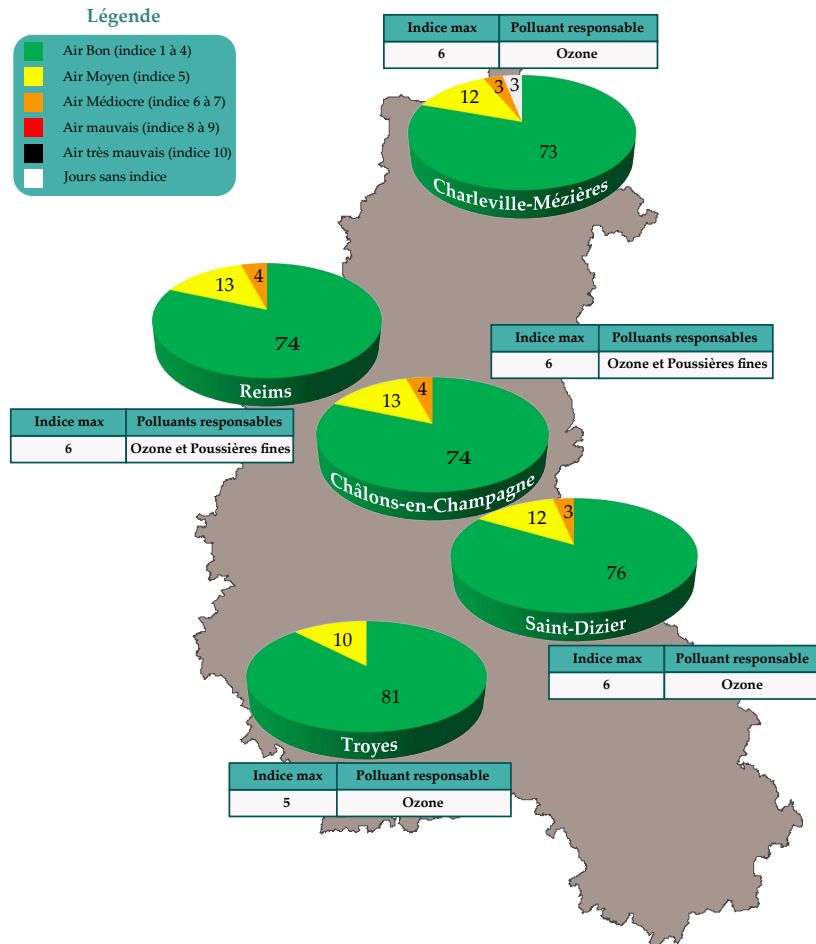 Légende
Air Bon (indice 1 à 4)
Air Moyen (indice 5)
Air Médiocre (indice 6 à 7)
Air mauvais (indice 8 à 9)
Air très mauvais (indice 10)
Jours sans indice
Indice max Polluant responsable
6 Ozone
12 3 3
73
Charleville-Mézières
13 4
74
Reims
Indice max Polluants responsables
6 Ozone et Poussières fines
Indice max Polluants responsables
6 Ozone et Poussières fines
13 4
74
Châlons-en-Champagne
12 3
76
Saint-Dizier
Indice max Polluant responsable
6 Ozone
10
81
Troyes
Indice max Polluant responsable
5 Ozone